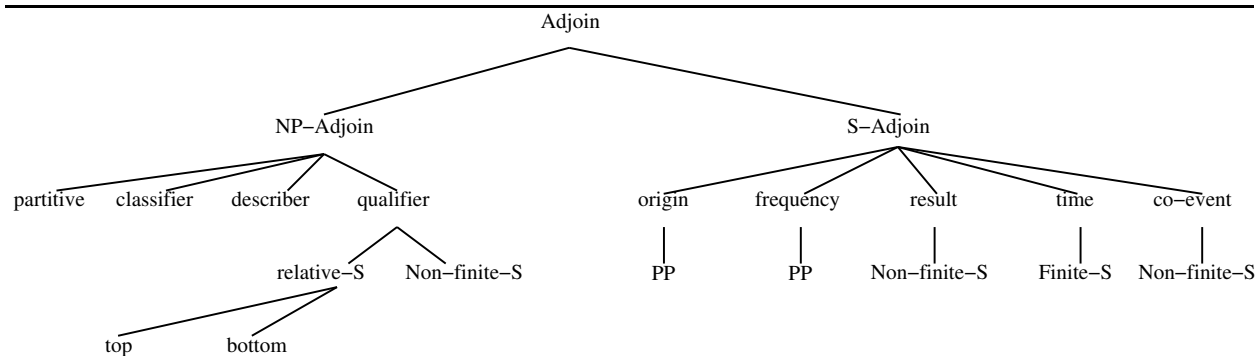 Adjoin
NP−Adjoin S−Adjoin
partitive classifier describer qualifier origin frequency result time co−event
relative−S Non−finite−S PP PP Non−finite−S Finite−S Non−finite−S
top bottom